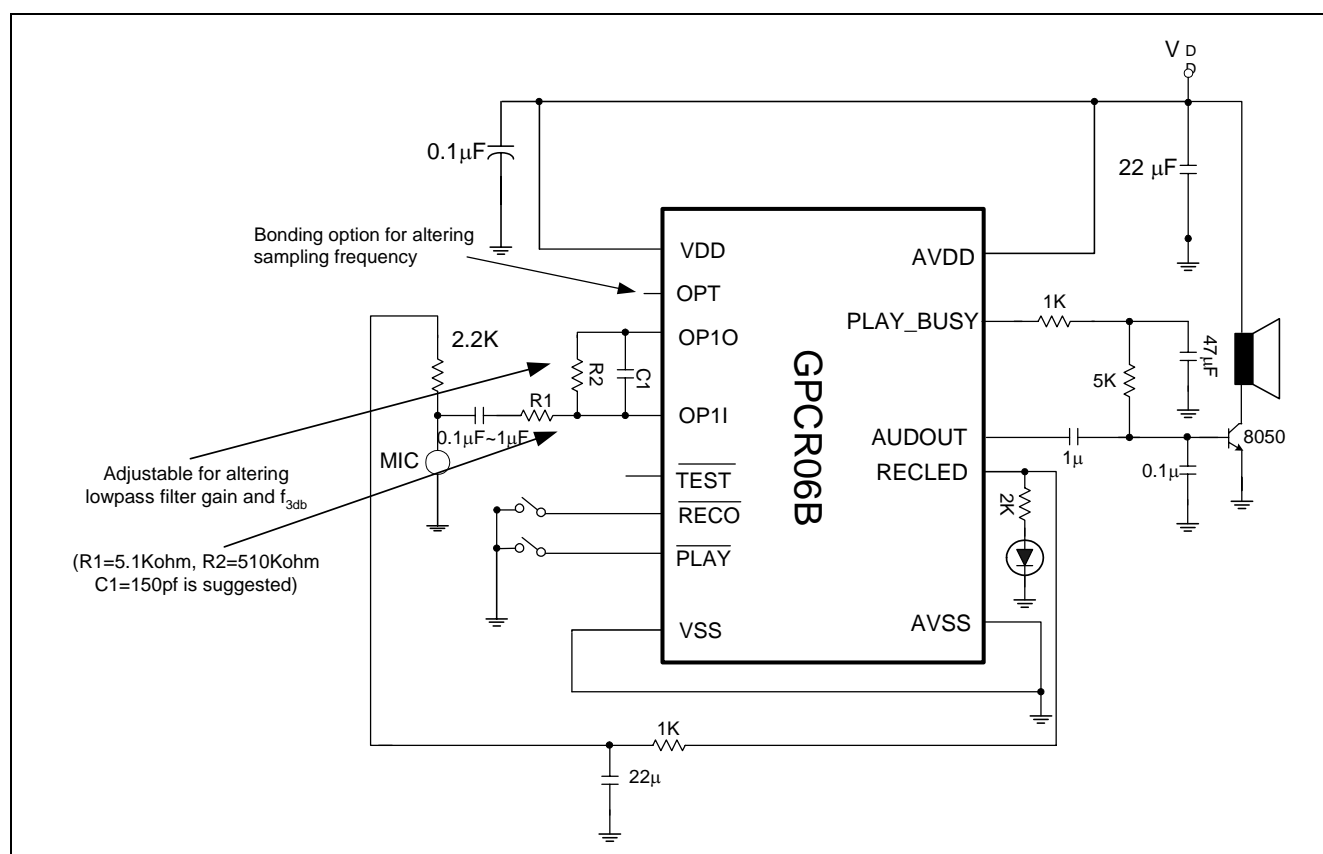 V D
D
0.1μF
22 μF
Bonding option for altering
sampling frequency
VDD
AVDD
OPT
1K
PLAY_BUSY
2.2K
OP1O
R2
C1
47μF
5K
GPCR06B
R1
OP1I
0.1μF~1μF
AUDOUT
1μ
8050
MIC
RECLED
0.1μ
Adjustable for altering
lowpass filter gain and f3db
TEST
2K
RECO
(R1=5.1Kohm, R2=510Kohm
C1=150pf is suggested)
PLAY
VSS
AVSS
1K
22μ